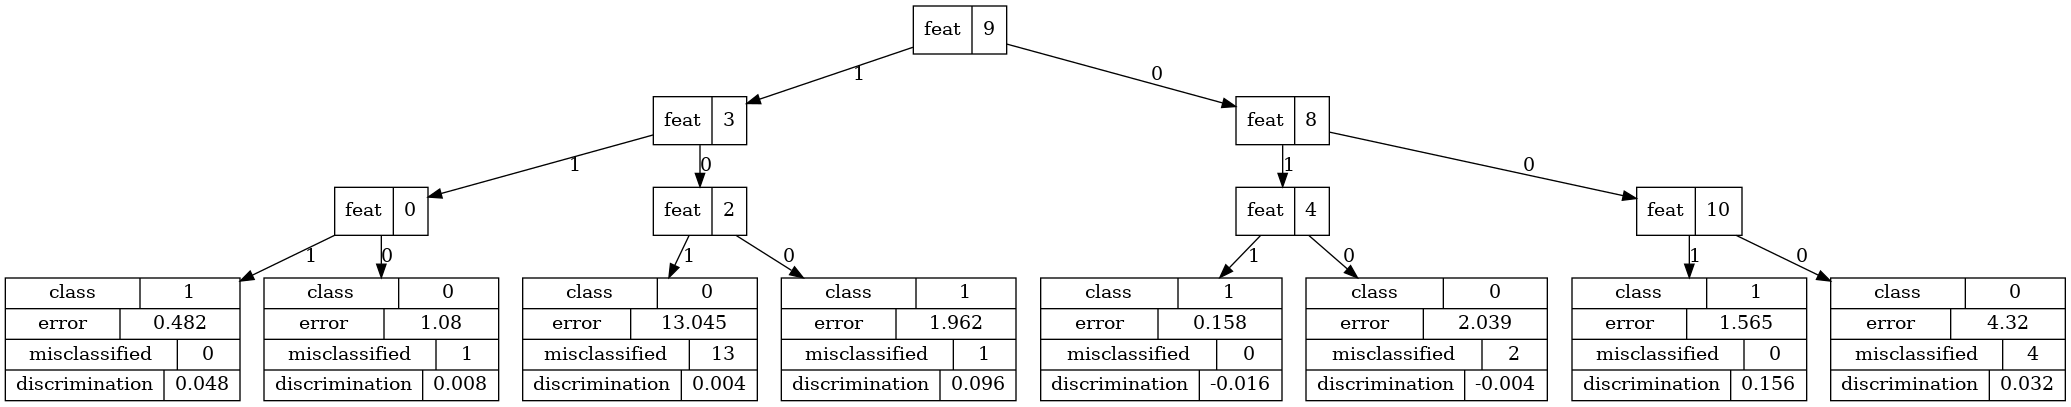 feat 9
1 0
feat 3 feat 8
1 0 1 0
feat 0 feat 2 feat 4 feat 10
1 0 1 0 1 0 1 0
class 1 class 0 class 0 class 1 class 1 class 0 class 1 class 0
error 0.482 error 1.08 error 13.045 error 1.962 error 0.158 error 2.039 error 1.565 error 4.32
misclassified 0 misclassified 1 misclassified 13 misclassified 1 misclassified 0 misclassified 2 misclassified 0 misclassified 4
discrimination 0.048 discrimination 0.008 discrimination 0.004 discrimination 0.096 discrimination -0.016 discrimination -0.004 discrimination 0.156 discrimination 0.032